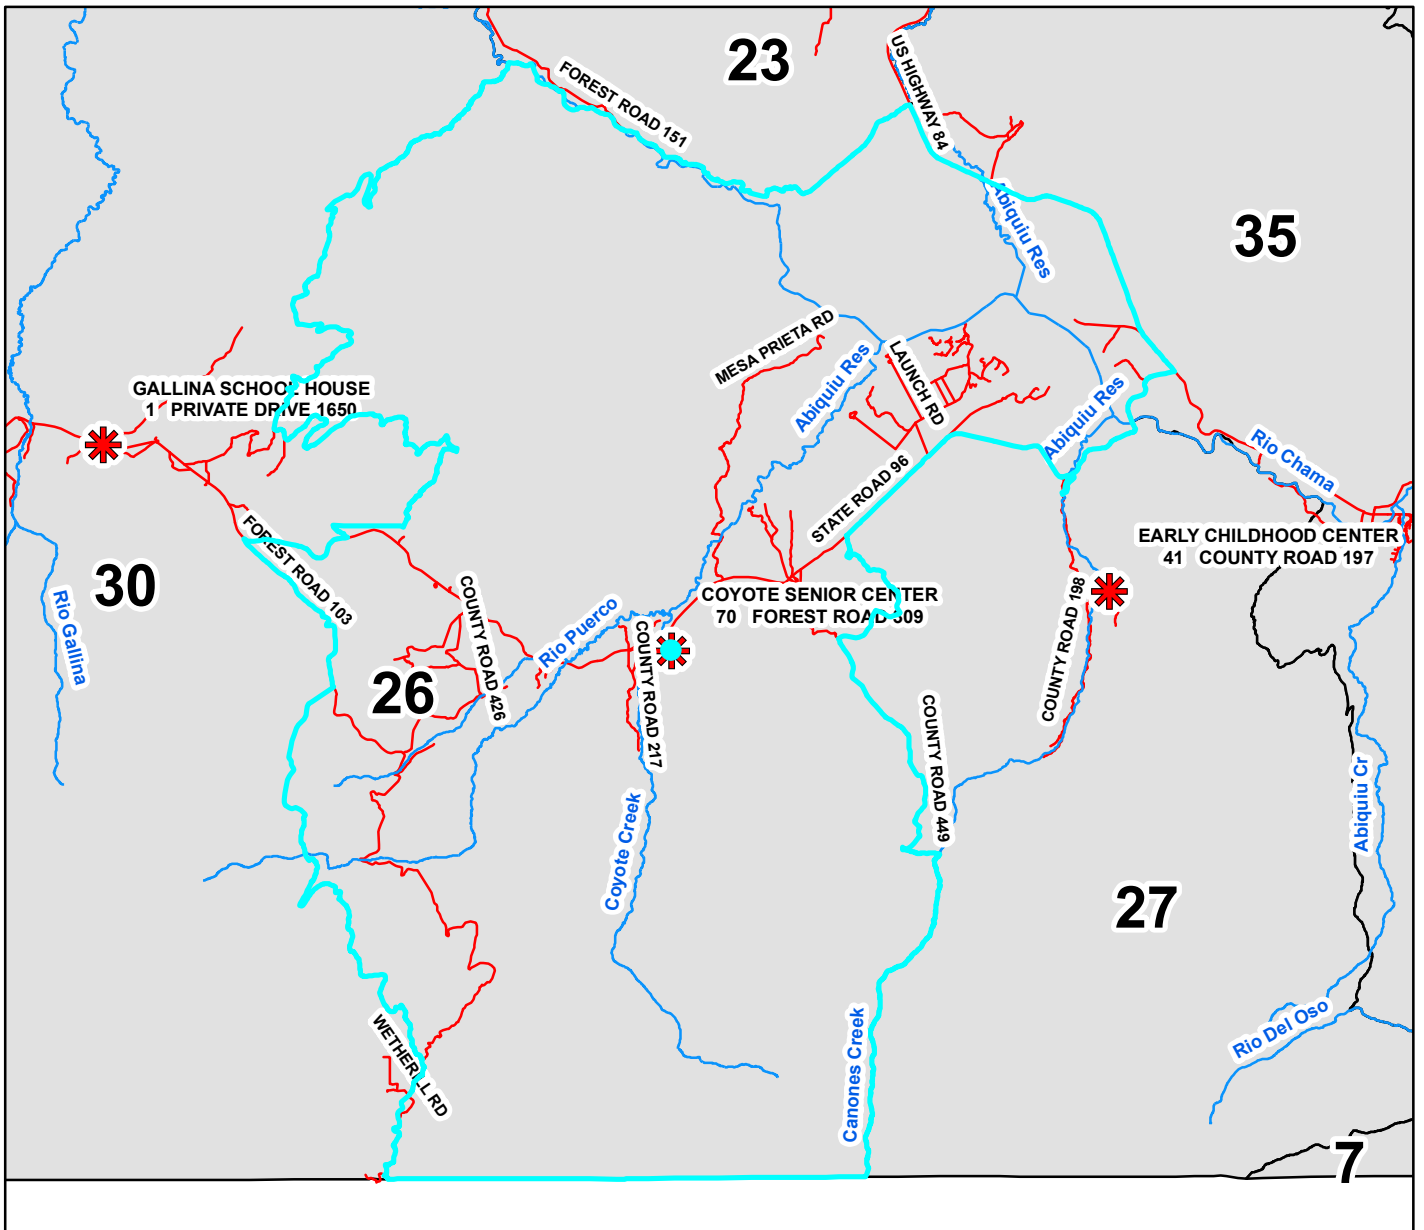 23
FOREST ROAD 151
US HIGHWAY 84
Abiquiu Res
35
MESA PRIETA RD
Abiquiu Res
LAUNCH RD
Abiquiu Res
GALLINA SCHOOL HOUSE
1 PRIVATE DRIVE 1650
Rio Chama
STATE ROAD 96
FOREST ROAD 103
EARLY CHILDHOOD CENTER
41 COUNTY ROAD 197
30
Rio Gallina
COUNTY ROAD 426
Rio Puerco
COYOTE SENIOR CENTER
70 FOREST ROAD 509
COUNTY ROAD 198
26
COUNTY ROAD 217
COUNTY ROAD 449
Coyote Creek
Abiquiu Cr
27
WETHERILL RD
Canones Creek
Rio Del Oso
7